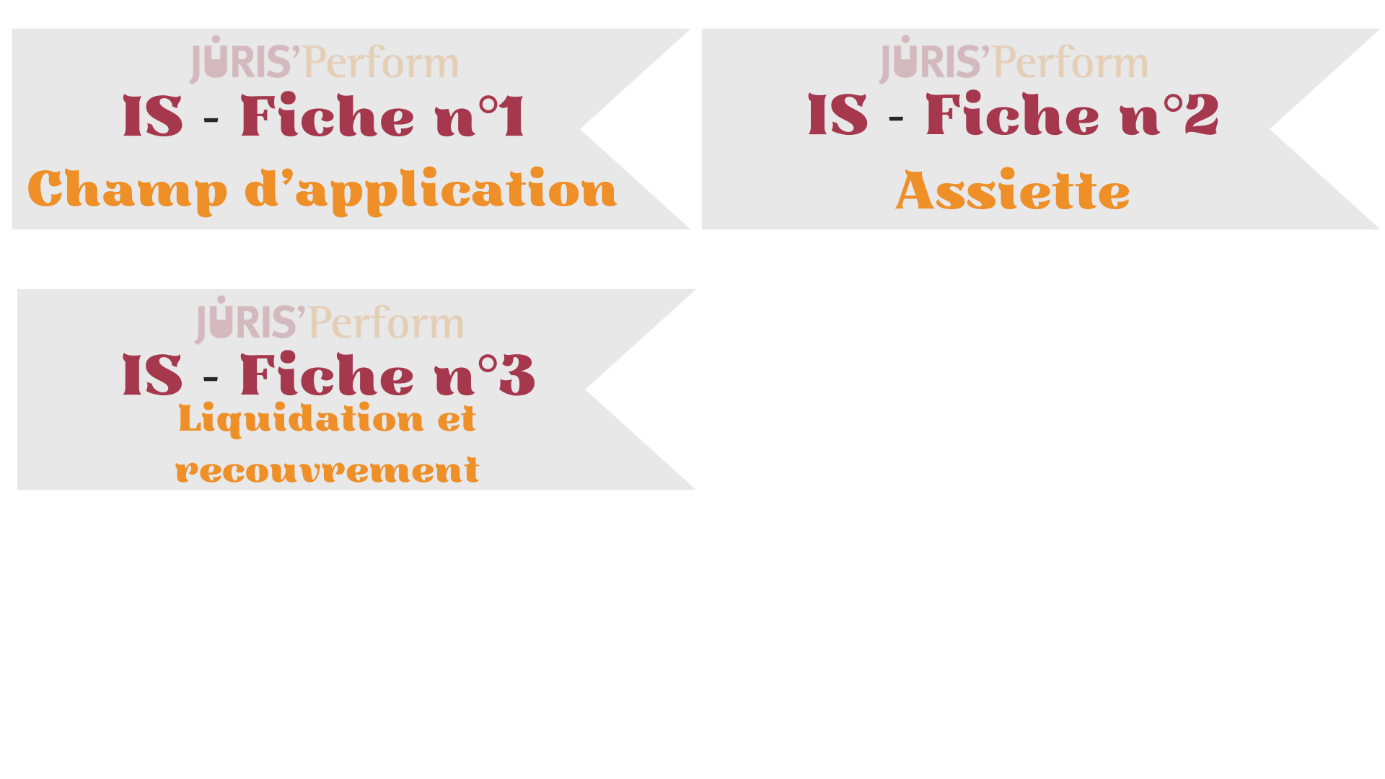 JURIS'Perform
IS - Fiche n°1
Champ d'application
JURIS'Perform
IS - Fiche n°2
Assiette
JURIS'Perform
IS - Fiche n°3
Liquidation et
recouvrement